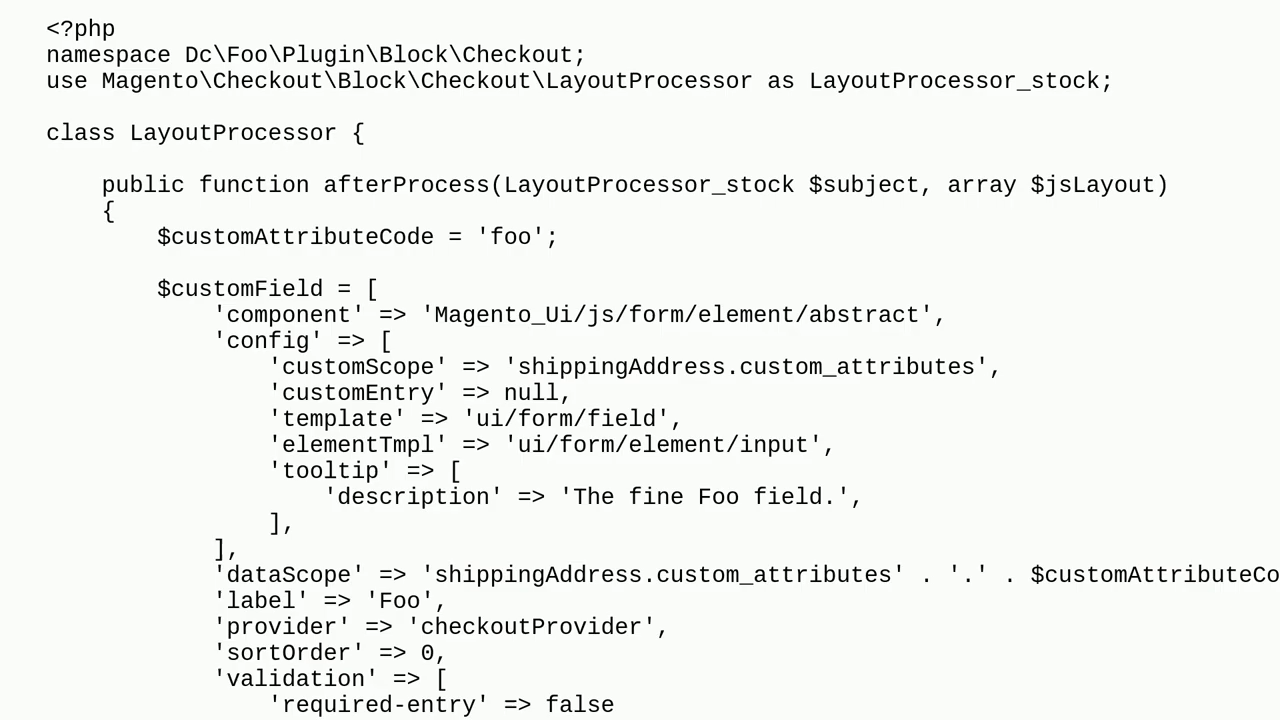 <?php
namespace Dc\Foo\Plugin\Block\Checkout;
use Magento\Checkout\Block\Checkout\LayoutProcessor as LayoutProcessor_stock;
class LayoutProcessor {
public function afterProcess(LayoutProcessor_stock $subject, array $jsLayout)
{
$customAttributeCode = 'foo';
$customField = [
'component' => 'Magento_Ui/js/form/element/abstract',
'config' => [
'customScope' => 'shippingAddress.custom_attributes',
'customEntry' => null,
'template' => 'ui/form/field',
'elementTmpl' => 'ui/form/element/input',
'tooltip' => [
'description' => 'The fine Foo field.',
],
],
'dataScope' => 'shippingAddress.custom_attributes' . '.' . $customAttributeCo
'label' => 'Foo',
'provider' => 'checkoutProvider',
'sortOrder' => 0,
'validation' => [
'required-entry' => false